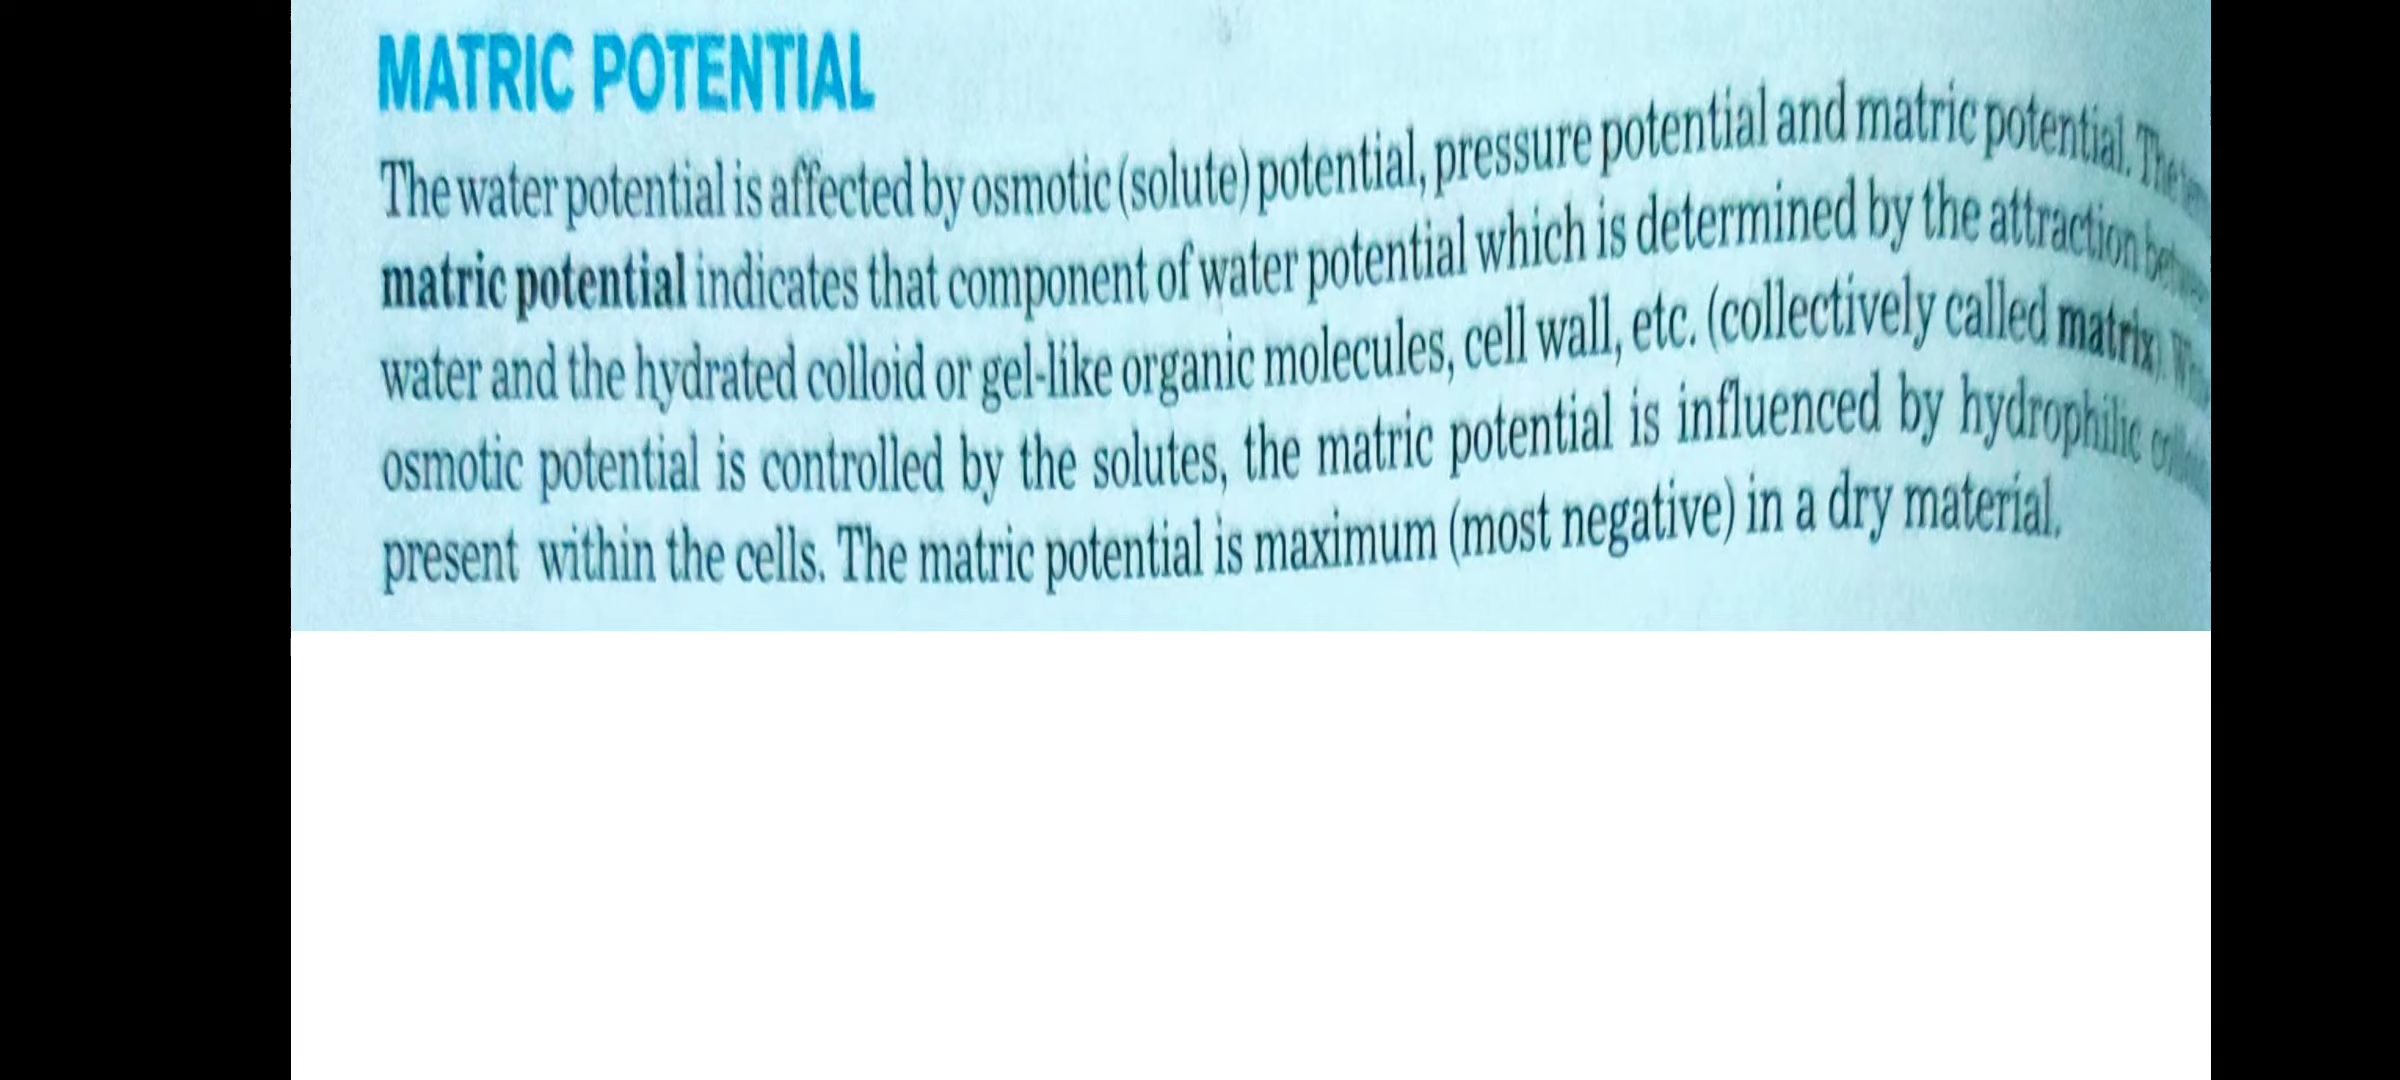 MATRIC POTENTIAL
The water potential is affected by osmotic (solute) potential, pressure potential and matric potential. The
matric potential indicates that component of water potential which is determined by the attraction between
water and the hydrated colloid or gel-like organic molecules, cell wall, etc. (collectively called matrix).
osmotic potential is controlled by the solutes, the matric potential is influenced by hydrophilic
present within the cells. The matric potential is maximum (most negative) in a dry material.